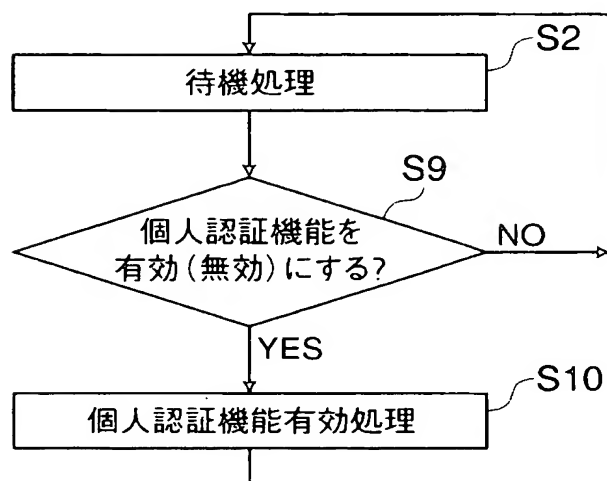 S2
待機処理
S9
個人認証機能を
有効(無効)にする?
NO
YES
S10
個人認証機能有効処理